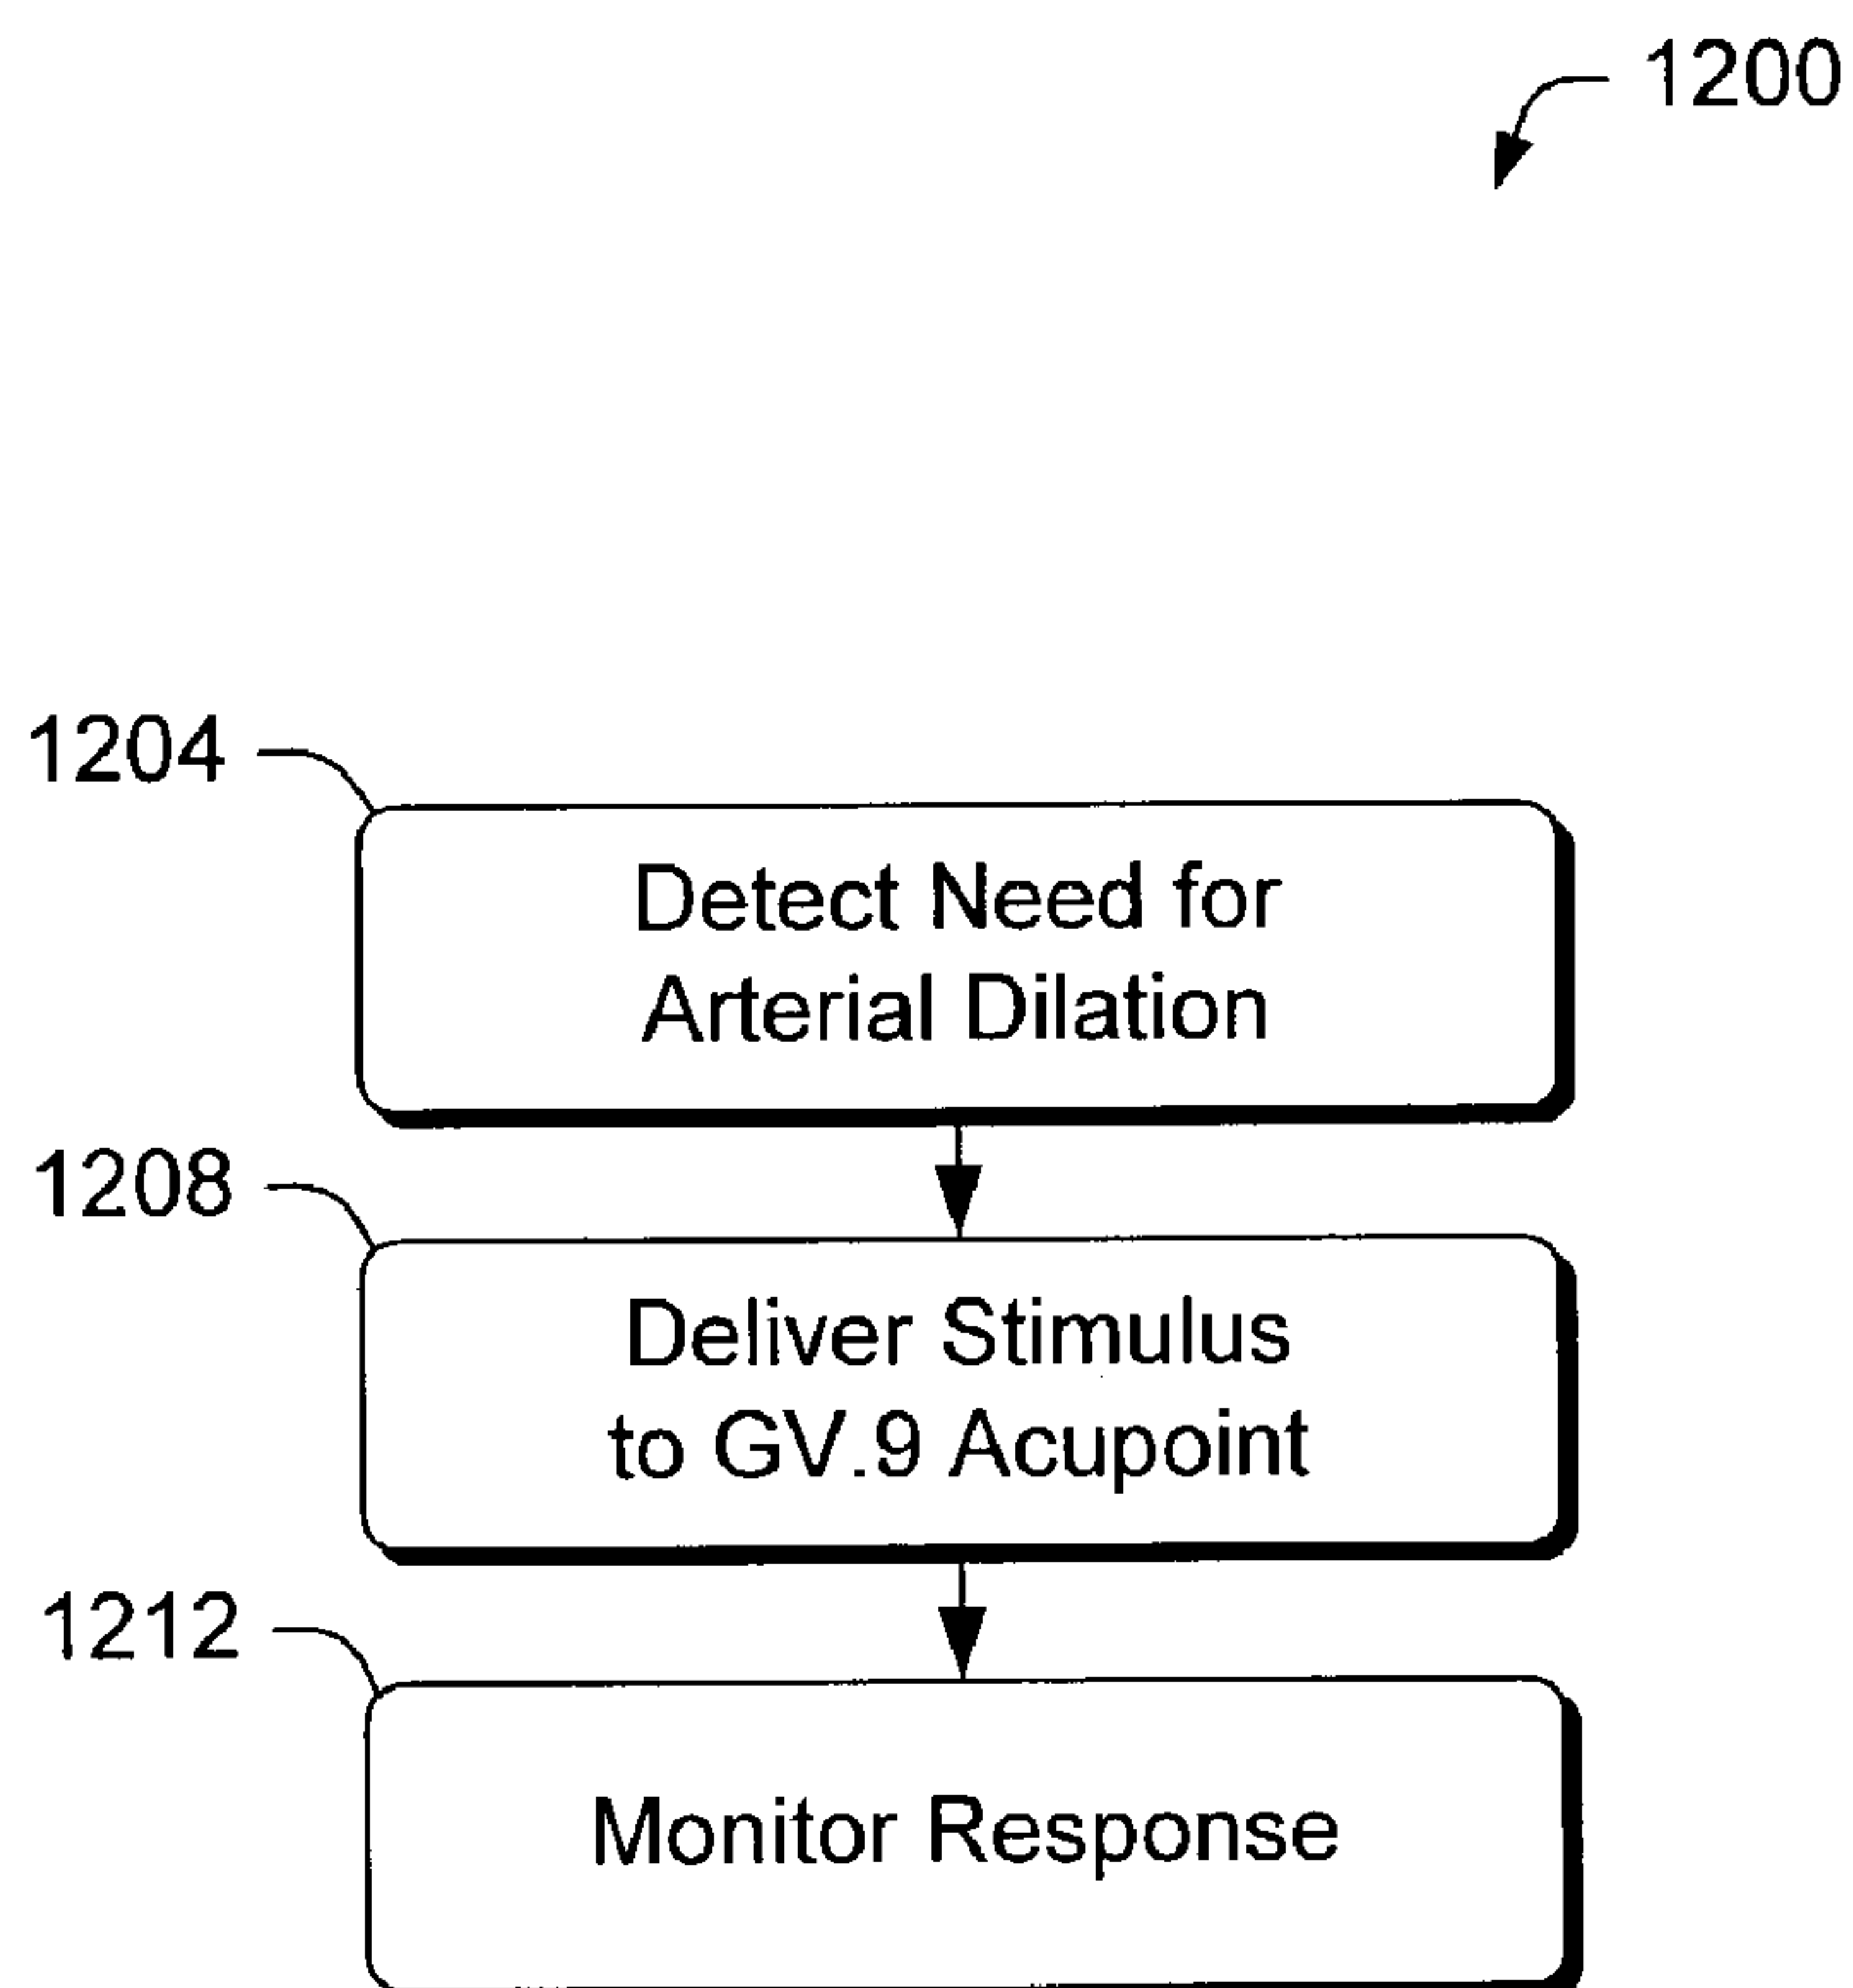 1200
1204
Detect Need for
Arterial Dilation
1208
Deliver Stimulus
to GV.9 Acupoint
1212
Monitor Response